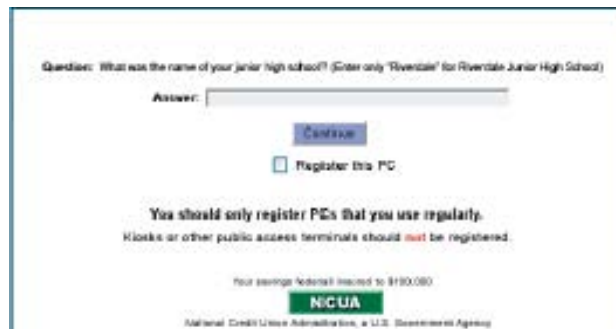 Question: What was the name of your junior high school? (Enter only "Riverdale" for Riverdale Junior High School)
Answer:
Continue
Register this PC
You should only register PCs that you use regularly.
Kiosks or other public access terminals should not be registered.
Your savings federall insured to $100,000
NCUA
National Credit Union Administration, a U.S. Government Agency